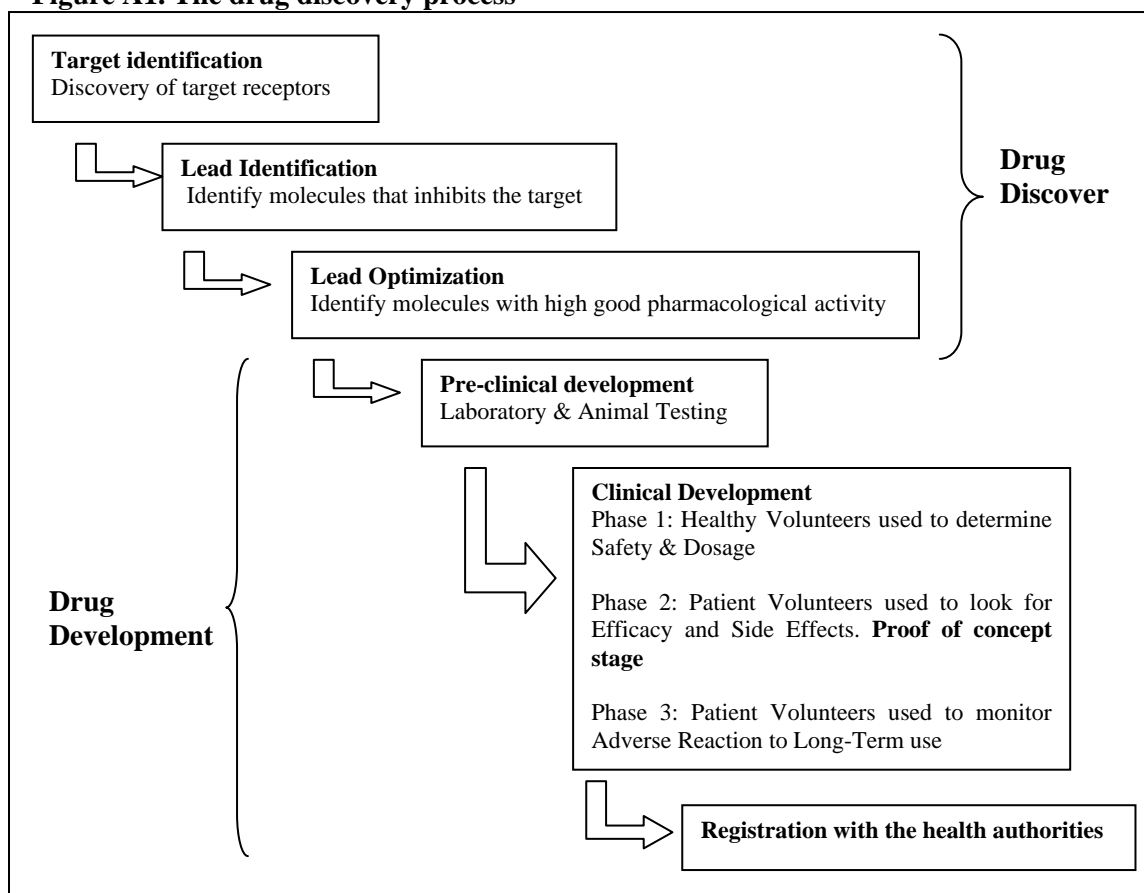 Figure A1: The drug discovery process
Target identification
Discovery of target receptors
Lead Identification
Identify molecules that inhibits the target
Drug
Discover
Lead Optimization
Identify molecules with high good pharmacological activity
Pre-clinical development
Laboratory & Animal Testing
Clinical Development
Phase 1: Healthy Volunteers used to determine
Safety & Dosage
Phase 2: Patient Volunteers used to look for
Efficacy and Side Effects. Proof of concept
stage
Phase 3: Patient Volunteers used to monitor
Adverse Reaction to Long-Term use
Drug
Development
Registration with the health authorities